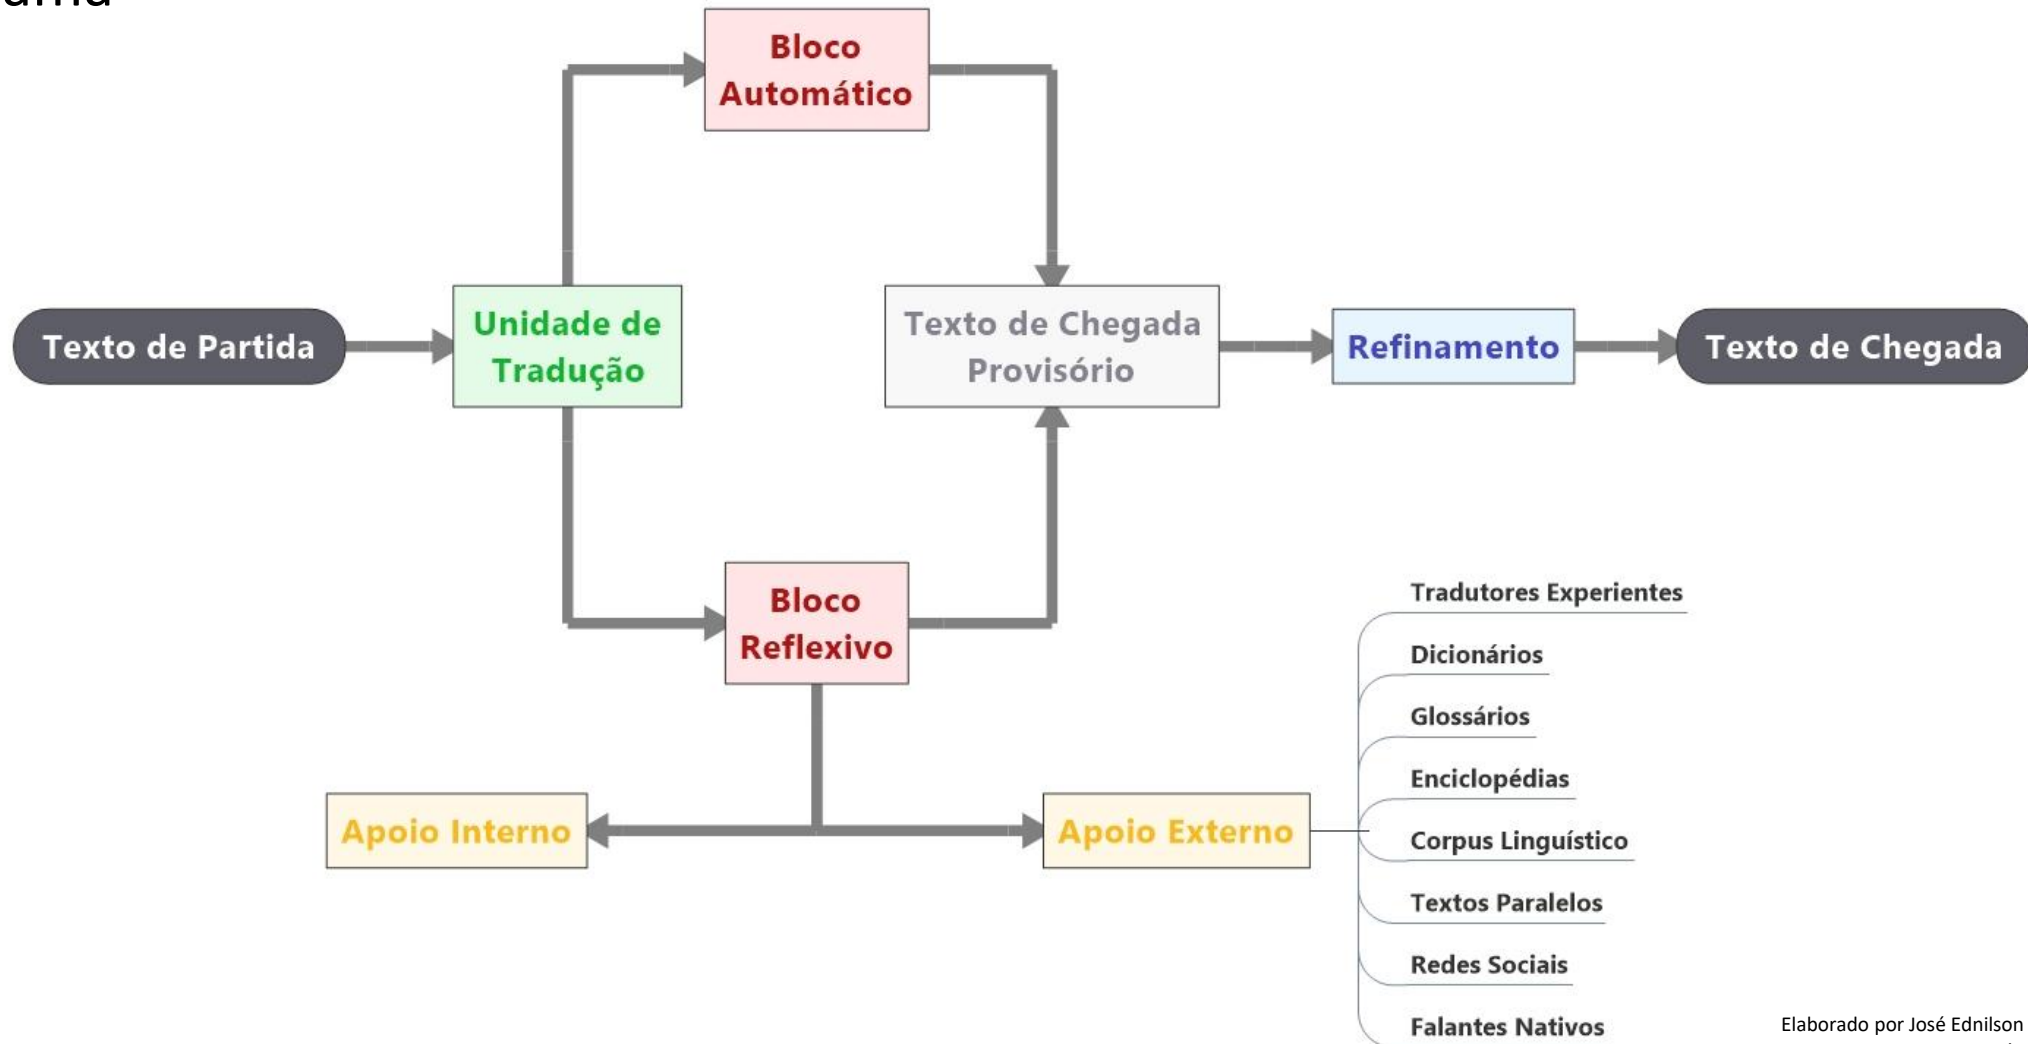 Bloco
Automático
Texto de Partida
Unidade de
Tradução
Texto de Chegada
Provisório
Refinamento
Texto de Chegada
Bloco
Reflexivo
Apoio Interno
Apoio Externo
Tradutores Experientes
Dicionários
Glossários
Enciclopédias
Corpus Linguístico
Textos Paralelos
Redes Sociais
Falantes Nativos
Elaborado por José Ednilson